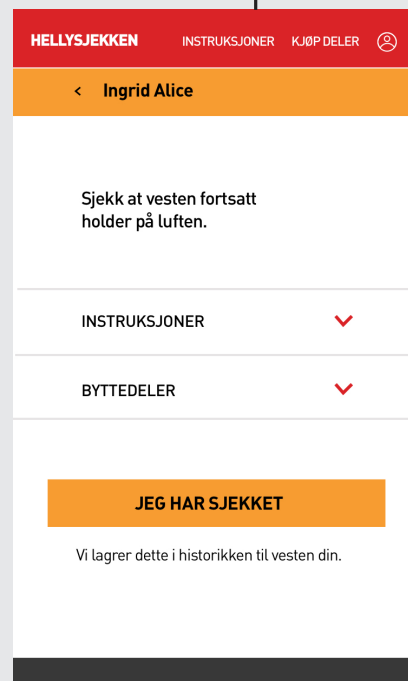 HELLYSJEKKEN INSTRUKSJONER KJØP DELER
< Ingrid Alice
Sjekk at vesten fortsatt
holder på luften.
INSTRUKSJONER
BYTTEDELER
JEG HAR SJEKKET
Vi lagrer dette i historikken til vesten din.